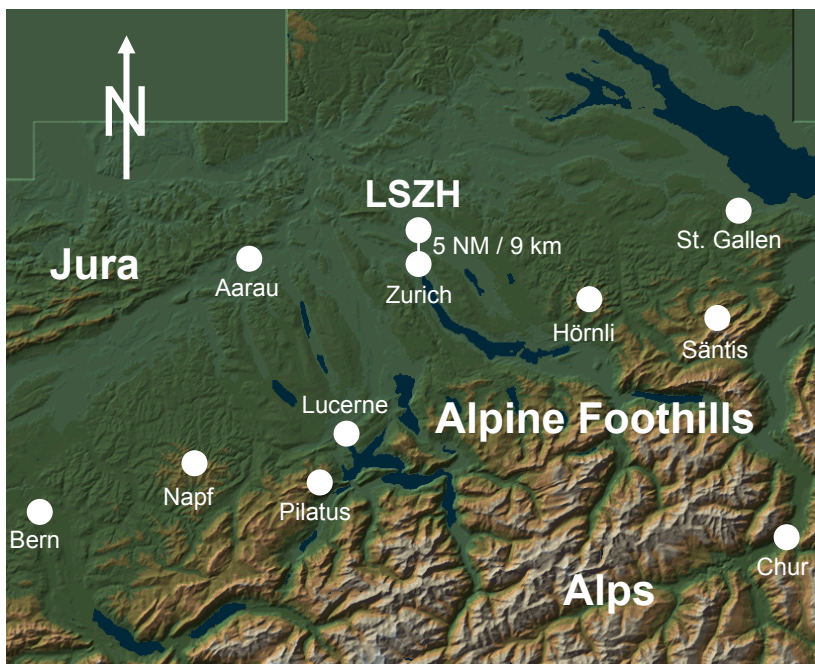 N
LSZH
5 NM / 9 km
St. Gallen
Jura
Aarau
Zurich
Hörnli
Säntis
Lucerne
Alpine Foothills
Napf
Pilatus
Bern
Chur
Alps